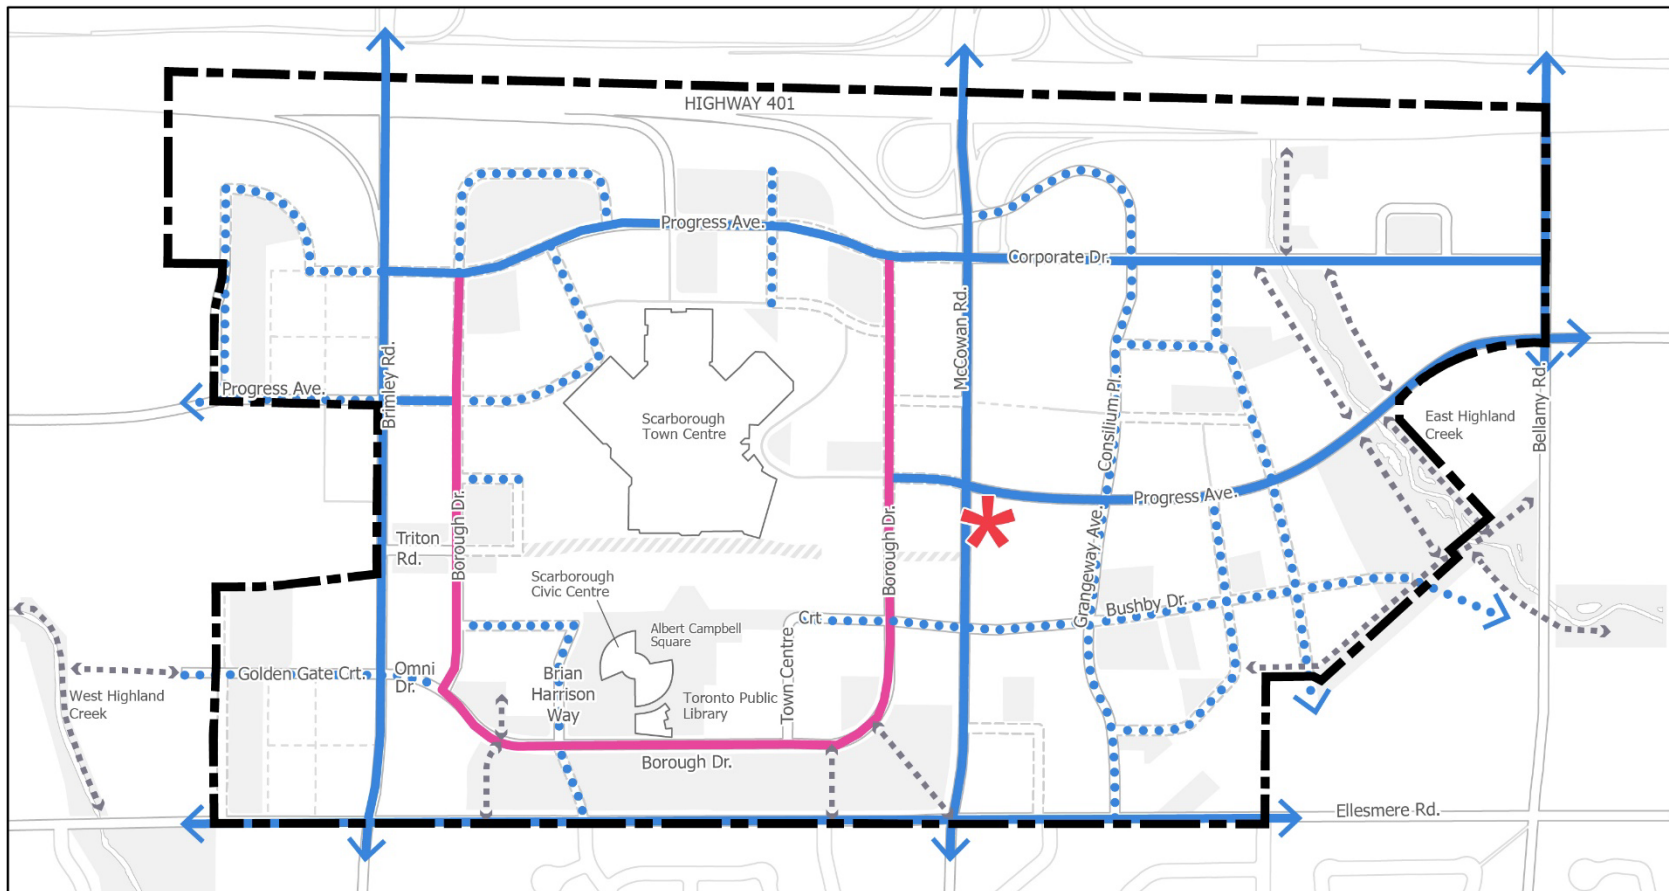 HIGHWAY 401
Progress Ave.
Corporate Dr.
McCowan Rd.
Brimley Rd.
Progress Ave.
Bellamy Rd.
Consilium Pl.
Scarborough
Town Centre
East Highland
Creek
Progress Ave.
Borough Dr.
Borough Dr.
Triton
Rd.
Scarborough
Civic Centre
Grangeway Ave.
Bushby Dr.
Crt
Town Centre
Albert Campbell
Square
Golden Gate Crt.
Omni
Dr.
Brian
Harrison
Way
West Highland
Creek
Toronto Public
Library
Borough Dr.
Ellesmere Rd.